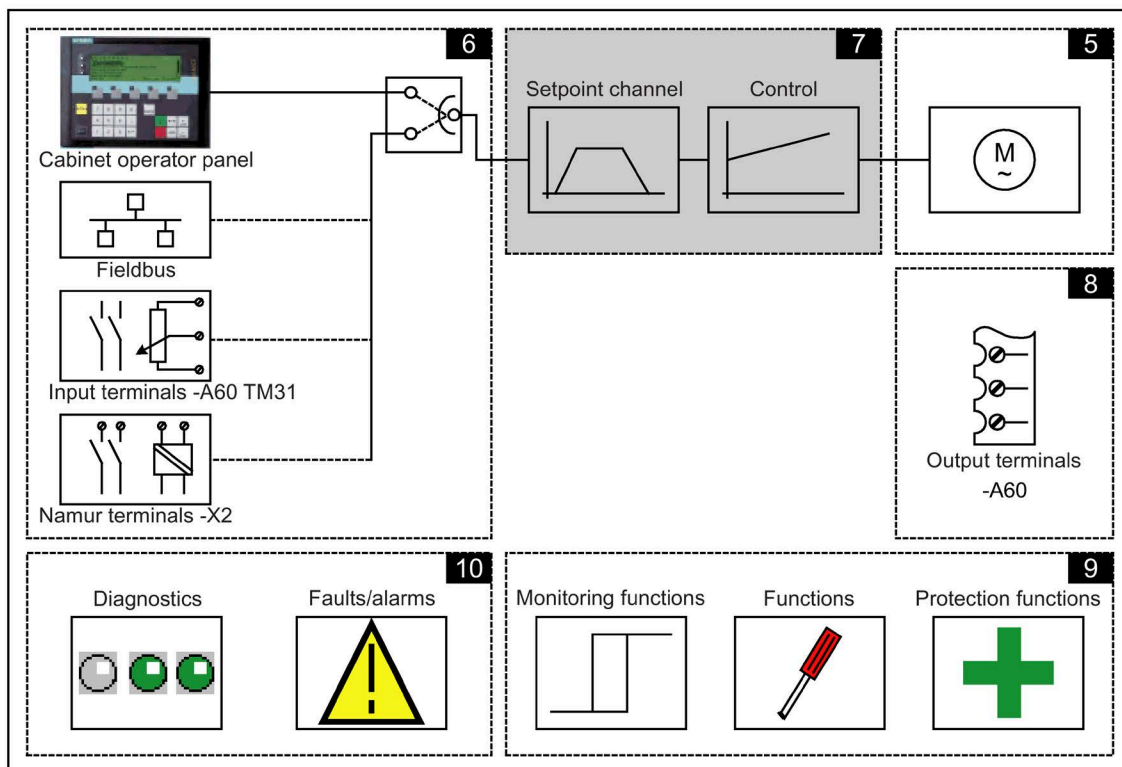 6
Cabinet operator panel
Fieldbus
Input terminals -A60 TM31
Namur terminals -X2
7
Setpoint channel
Control
5
M
~
8
Output terminals
-A60
10
Diagnostics
Faults/alarms
9
Monitoring functions
Functions
Protection functions